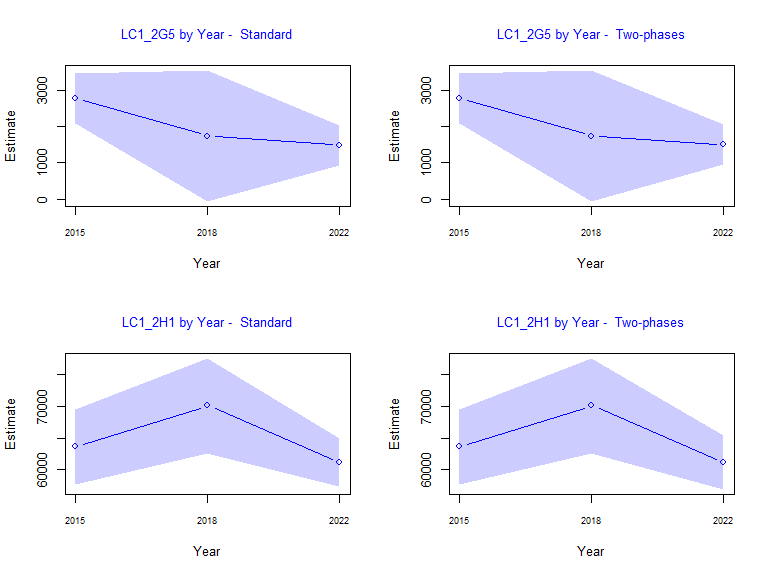 LC1_2G5 by Year -  Standard
Estimate
3000
1000
0
2015 2018 2022
Year
LC1_2G5 by Year -  Two-phases
Estimate
3000
1000
0
2015 2018 2022
Year
LC1_2H1 by Year -  Standard
Estimate
70000
60000
2015 2018 2022
Year
LC1_2H1 by Year -  Two-phases
Estimate
70000
60000
2015 2018 2022
Year